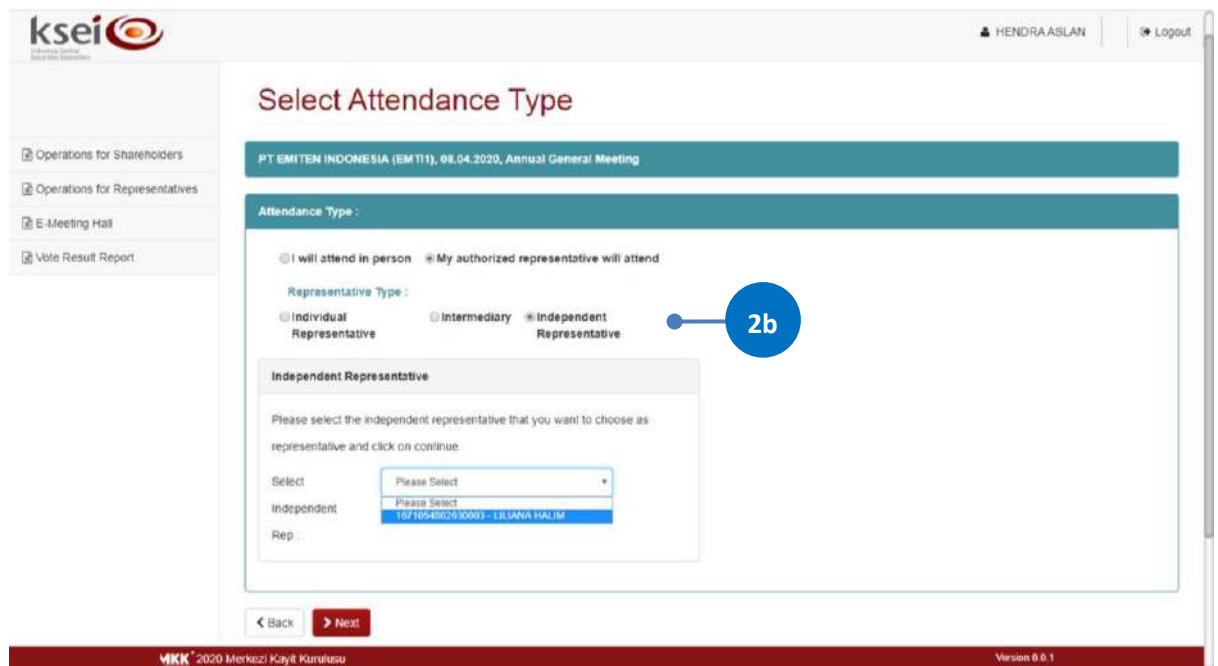 ksei
HENDRA ASLAN
Logout
Select Attendance Type
Operations for Shareholders
Operations for Representatives
E-Meeting Hall
Vote Result Report
PT EMITEN INDONESIA (EMTI1), 08.04.2020, Annual General Meeting
Attendance Type :
I will attend in person My authorized representative will attend
Representative Type :
Individual Representative
Intermediary
Independent Representative
2b
Independent Representative
Please select the independent representative that you want to choose as
representative and click on continue.
Select Independent Rep :
Please Select
Please Select
- LILIANA HALIM
Back
Next
MKK 2020 Merkezi Kayit Kurulusu
Version 0.0.1